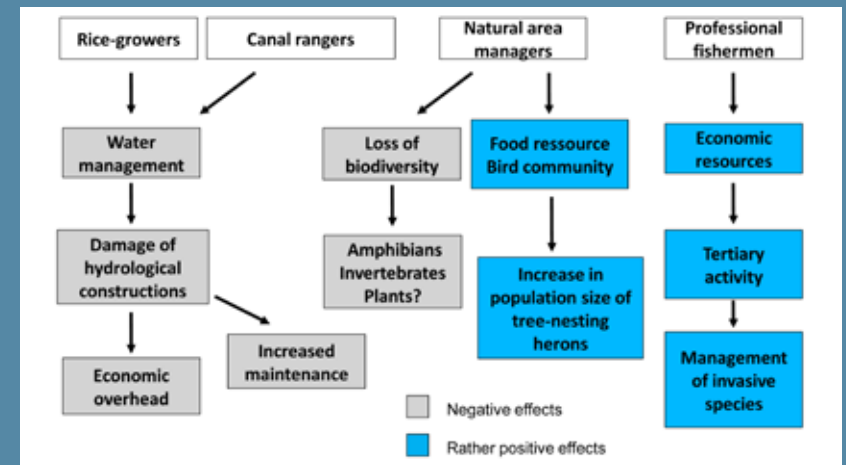 Rice-growers
Canal rangers
Natural area
managers
Professional
fishermen
Water
management
Loss of
biodiversity
Food ressource
Bird community
Economic
resources
Damage of
hydrological
constructions
Amphibians
Invertebrates
Plants?
Increase in
population size of
tree-nesting
herons
Tertiary
activity
Economic
overhead
Increased
maintenance
Management
of invasive
species
Negative effects
Rather positive effects